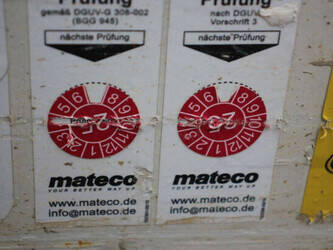 Prüfung
gemäß DGUV-G 308-002
(BGG 945)
nächste Prüfung
5 6 8 9 10 11 12 1 2 3
25
mateco
YOUR BETTER WAY UP
www.mateco.de
info@mateco.de
Prüfung
nach DGUV
Vorschrift 3
nächste Prüfung
5 6 8 9 10 11 12 1 2 3
25
mateco
YOUR BETTER WAY UP
www.mateco.de
info@mateco.de